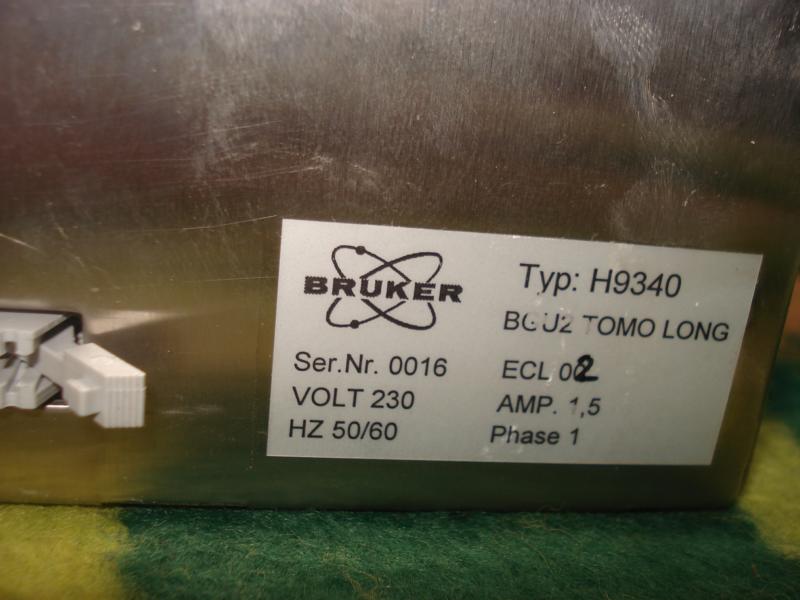 BRUKER
Typ: H9340
BGU2 TOMO LONG
Ser.Nr. 0016
ECL 02
VOLT 230
AMP. 1,5
HZ 50/60
Phase 1